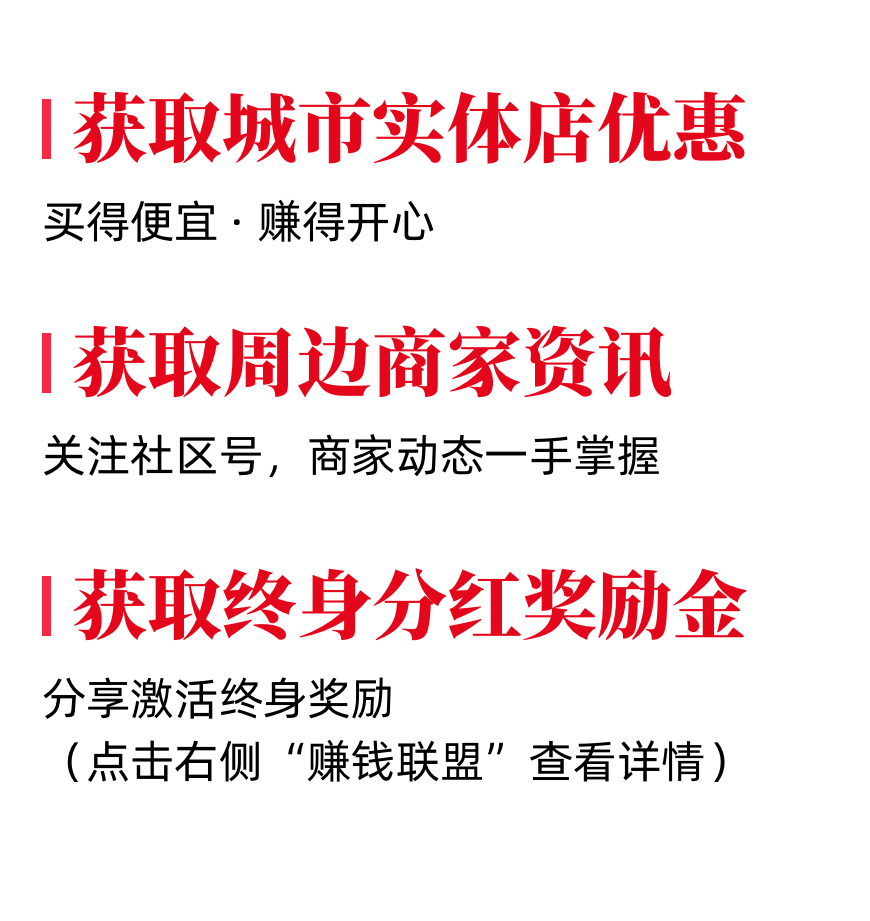 获取城市实体店优惠
买得便宜 · 赚得开心
获取周边商家资讯
关注社区号，商家动态一手掌握
获取终身分红奖励金
分享激活终身奖励
（点击右侧“赚钱联盟”查看详情）